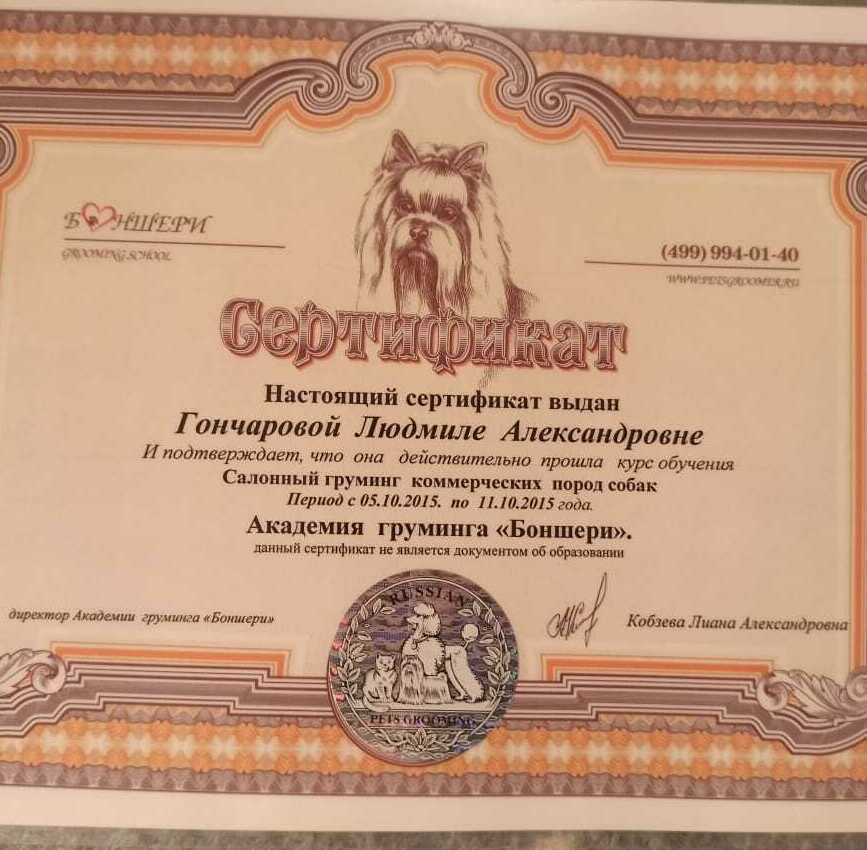 БОНШЕРИ
GROOMING SCHOOL
(499) 994-01-40
WWW.PETSGROOMER.RU
Сертификат
Настоящий сертификат выдан
Гончаровой Людмиле Александровне
И подтверждает, что она действительно прошла курс обучения
Салонный груминг коммерческих пород собак
Период с 05.10.2015. по 11.10.2015 года.
Академия груминга «Боншери».
данный сертификат не является документом об образовании
директор Академии груминга «Боншери»
Кобзева Лиана Александровна
RUSSIAN
PETS GROOMING